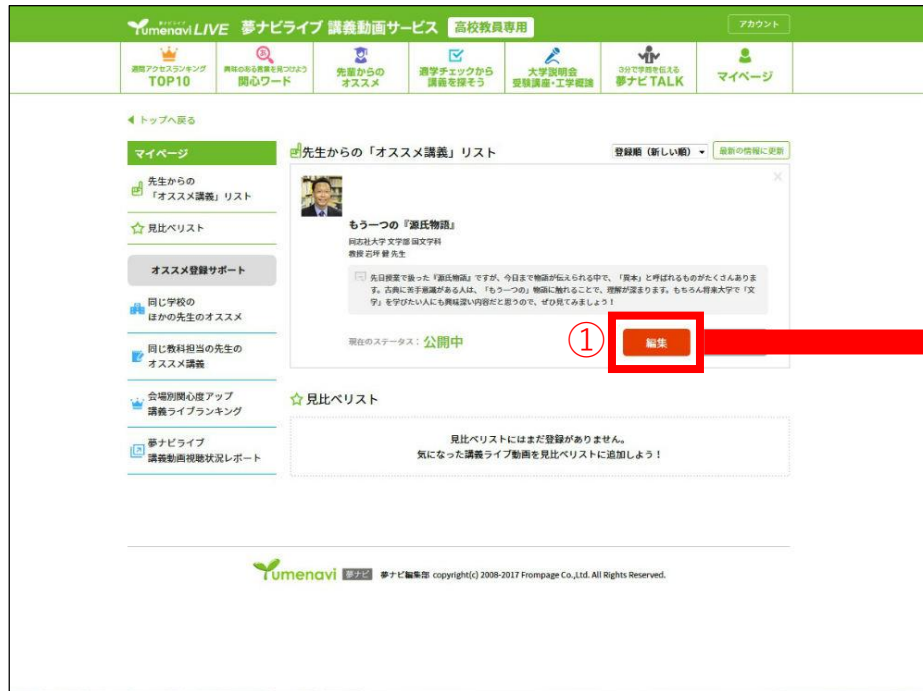 Yumenavi LIVE 夢ナビライブ 講義動画サービス 高校教員専用
アカウント
週間アクセスランキング
TOP10
興味のある言葉を見つけよう
関心ワード
先輩からの
オススメ
適学チェックから
講義を探そう
大学説明会
受験講座・工学概論
3分で学問を伝える
夢ナビTALK
マイページ
トップへ戻る
マイページ
先生からの
「オススメ講義」リスト
見比べリスト
オススメ登録サポート
同じ学校の
ほかの先生のオススメ
同じ教科担当の先生の
オススメ講義
会場別関心度アップ
講義ライブランキング
夢ナビライブ
講義動画視聴状況レポート
先生からの「オススメ講義」リスト
登録順（新しい順）
最新の情報に更新
もう一つの『源氏物語』
同志社大学 文学部 国文学科
教授 岩坪 健 先生
先日授業で扱った『源氏物語』ですが、今日まで物語が伝えられる中で、「異本」と呼ばれるものがたくさんありま
す。古典に苦手意識がある人は、「もう一つの」物語に触れることで、理解が深まります。もちろん将来大学で「文
学」を学びたい人にも興味深い内容だと思うので、ぜひ見てみましょう！
現在のステータス：公開中
①
編集
見比べリスト
見比べリストにはまだ登録がありません。
気になった講義ライブ動画を見比べリストに追加しよう！
Yumenavi 夢ナビ 夢ナビ編集部 copyright(c) 2008-2017 Frompage Co.,Ltd. All Rights Reserved.